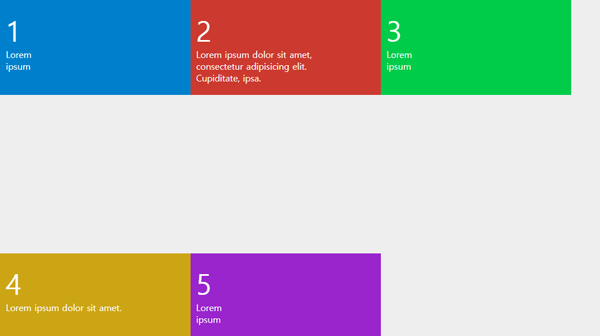 1
Lorem
ipsum
2
Lorem ipsum dolor sit amet,
consectetur adipisicing elit.
Cupiditate, ipsa.
3
Lorem
ipsum
4
Lorem ipsum dolor sit amet.
5
Lorem
ipsum